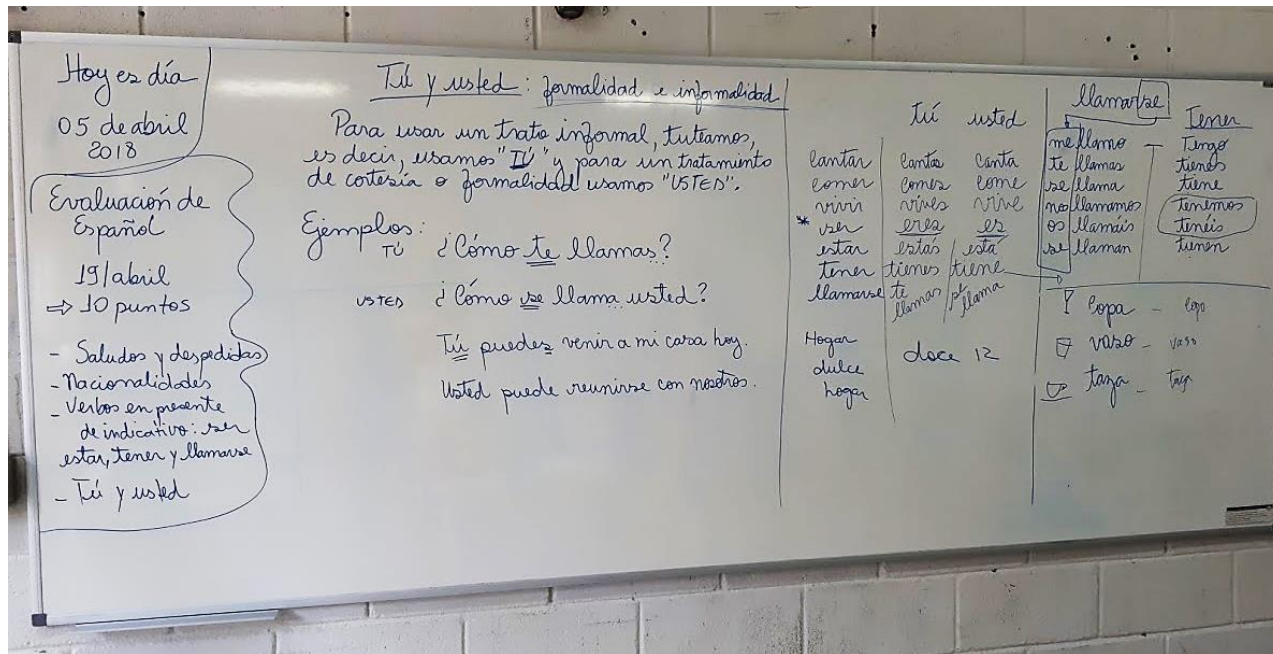 Hoy es día
05 de abril
2018
Evaluación de
Español
19/abril
⇒ 10 puntos
- Saludos y despedidas
- Nacionalidades
- Verbos en presente
de indicativo: ser
estar, tener y llamarse
- Tú y usted
Tú y usted: formalidad e informalidad
Para usar un trato informal, tuteamos,
es decir, usamos "TÚ" y para un tratamiento
de cortesía o formalidad usamos "USTED".
Ejemplos:
TÚ ¿Cómo te llamas?
USTED ¿Cómo se llama usted?
Tú puedes venir a mi casa hoy.
Usted puede reunirse con nosotros.
tú usted
cantar cantas canta
comer comes come
vivir vives vive
* ser eres es
estar estás está
tener tienes tiene
llamarse te llamas se llama
Hogar
dulce
hogar
doce 12
llamarse
me llamo
te llamas
se llama
nos llamamos
os llamáis
se llaman
Tener
Tengo
tienes
tiene
tenemos
tenéis
tienen
copa - copo
vaso - vaso
taza - taça